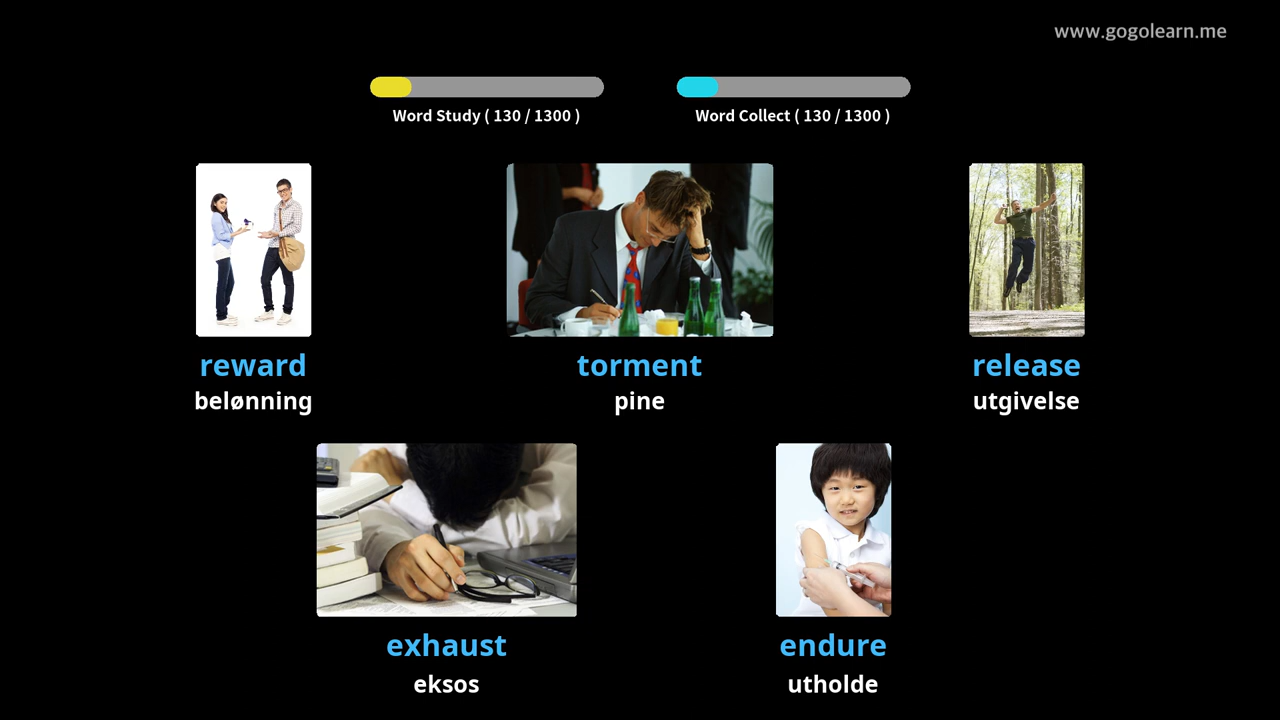 www.gogolearn.me
Word Study ( 130 / 1300 )
Word Collect ( 130 / 1300 )
reward
belønning
torment
pine
release
utgivelse
exhaust
eksos
endure
utholde